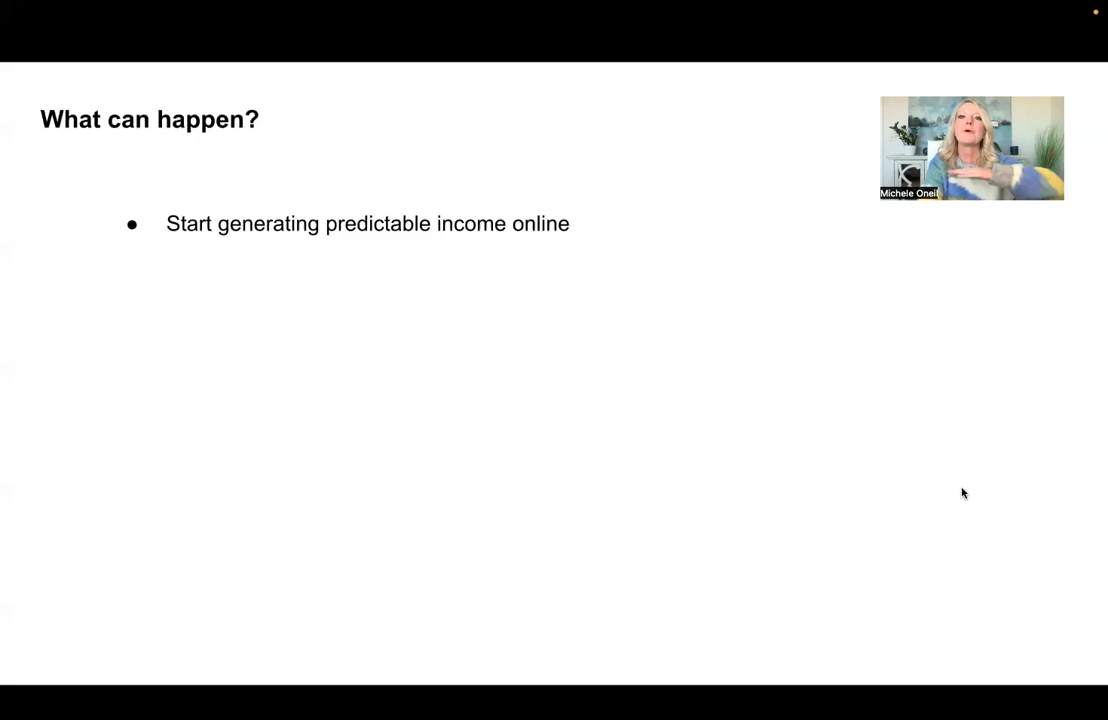 What can happen?
Michele Oneil
● Start generating predictable income online